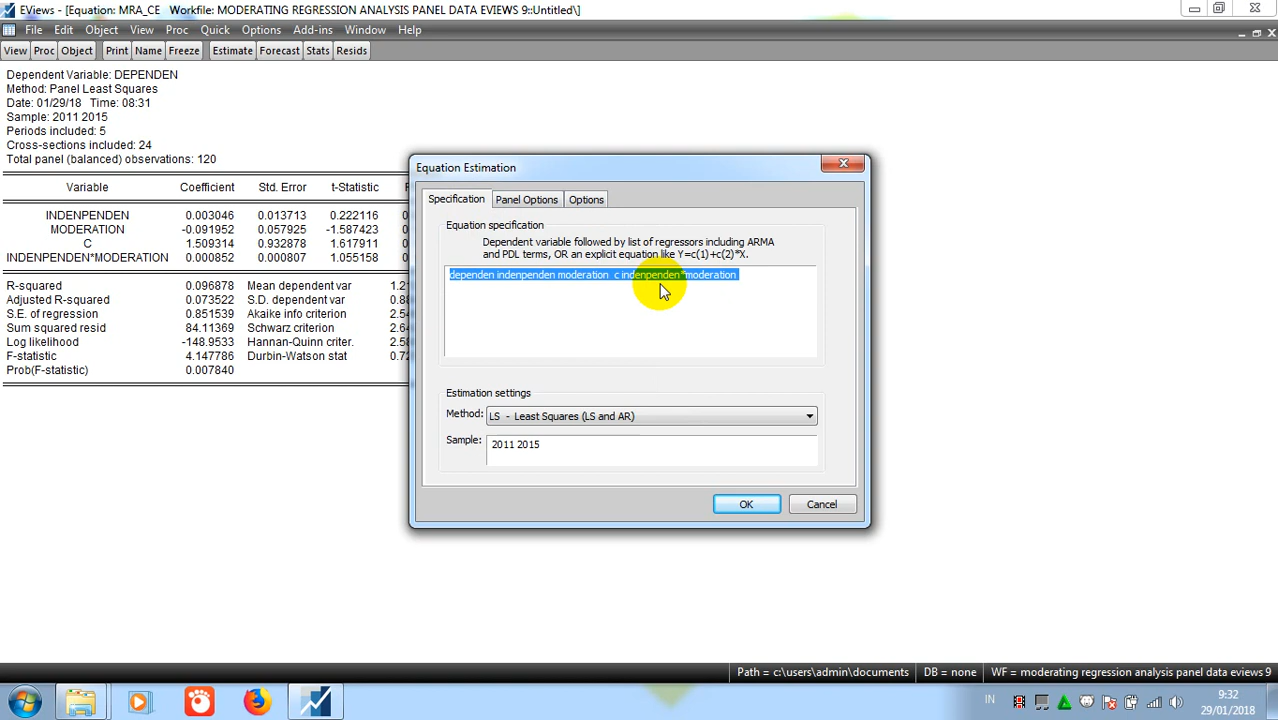 EViews - [Equation: MRA_CE   Workfile: MODERATING REGRESSION ANALYSIS PANEL DATA EVIEWS 9::Untitled\]
File Edit Object View Proc Quick Options Add-ins Window Help
View Proc Object Print Name Freeze Estimate Forecast Stats Resids
Dependent Variable: DEPENDEN
Method: Panel Least Squares
Date: 01/29/18   Time: 08:31
Sample: 2011 2015
Periods included: 5
Cross-sections included: 24
Total panel (balanced) observations: 120
Variable Coefficient Std. Error t-Statistic
INDENPENDEN 0.003046 0.013713 0.222116
MODERATION -0.091952 0.057925 -1.587423
C 1.509314 0.932878 1.617911
INDENPENDEN*MODERATION 0.000852 0.000807 1.055158
R-squared 0.096876 Mean dependent var
Adjusted R-squared 0.073522 S.D. dependent var
S.E. of regression 0.851539 Akaike info criterion
Sum squared resid 84.11369 Schwarz criterion
Log likelihood -148.9533 Hannan-Quinn criter.
F-statistic 4.147786 Durbin-Watson stat
Prob(F-statistic) 0.007840
Equation Estimation
Specification Panel Options Options
Equation specification
Dependent variable followed by list of regressors including ARMA
and PDL terms, OR an explicit equation like Y=c(1)+c(2)*X.
dependen indenpenden moderation  c indenpenden*moderation
Estimation settings
Method: LS  -  Least Squares (LS and AR)
Sample: 2011 2015
OK Cancel
Path = c:\users\admin\documents DB = none WF = moderating regression analysis panel data eviews 9
IN 9:32
29/01/2018